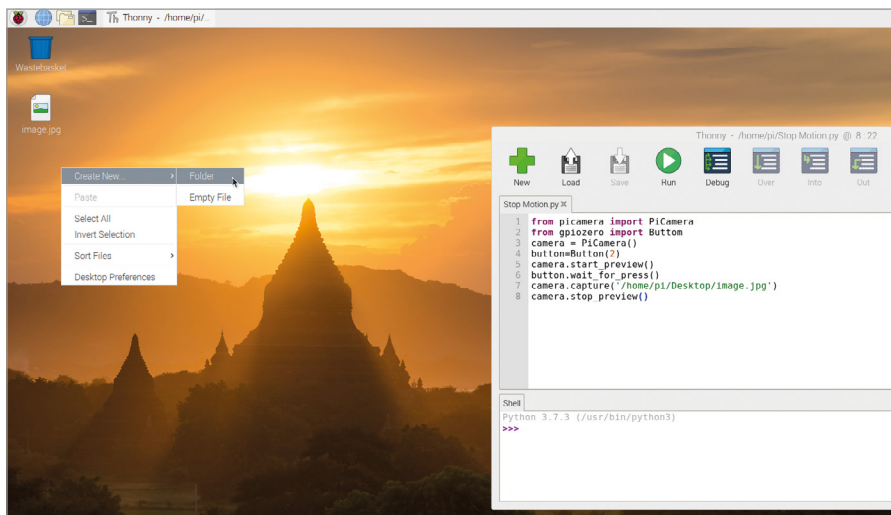 Th Thonny - /home/pi/...
Wastebasket
image.jpg
Create New...
Folder
Empty File
Paste
Select All
Invert Selection
Sort Files
Desktop Preferences
Thonny - /home/pi/Stop Motion.py @ 8:22
New Load Save Run Debug Over Into Out
Stop Motion.py
1 from picamera import PiCamera
2 from gpiozero import Buttom
3 camera = PiCamera()
4 button=Button(2)
5 camera.start_preview()
6 button.wait_for_press()
7 camera.capture('/home/pi/Desktop/image.jpg')
8 camera.stop_preview()
Shell
Python 3.7.3 (/usr/bin/python3)
>>>